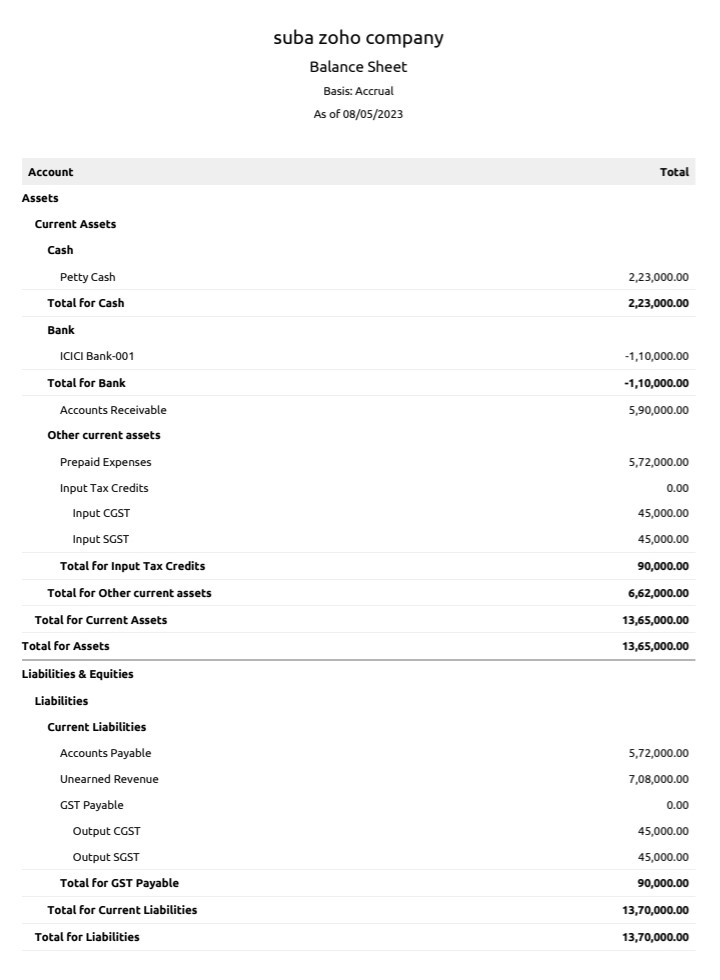 suba zoho company
Balance Sheet
Basis: Accrual
As of 08/05/2023
Account Total
Assets
Current Assets
Cash
Petty Cash 2,23,000.00
Total for Cash 2,23,000.00
Bank
ICICI Bank-001 -1,10,000.00
Total for Bank -1,10,000.00
Accounts Receivable 5,90,000.00
Other current assets
Prepaid Expenses 5,72,000.00
Input Tax Credits 0.00
Input CGST 45,000.00
Input SGST 45,000.00
Total for Input Tax Credits 90,000.00
Total for Other current assets 6,62,000.00
Total for Current Assets 13,65,000.00
Total for Assets 13,65,000.00
Liabilities & Equities
Liabilities
Current Liabilities
Accounts Payable 5,72,000.00
Unearned Revenue 7,08,000.00
GST Payable 0.00
Output CGST 45,000.00
Output SGST 45,000.00
Total for GST Payable 90,000.00
Total for Current Liabilities 13,70,000.00
Total for Liabilities 13,70,000.00